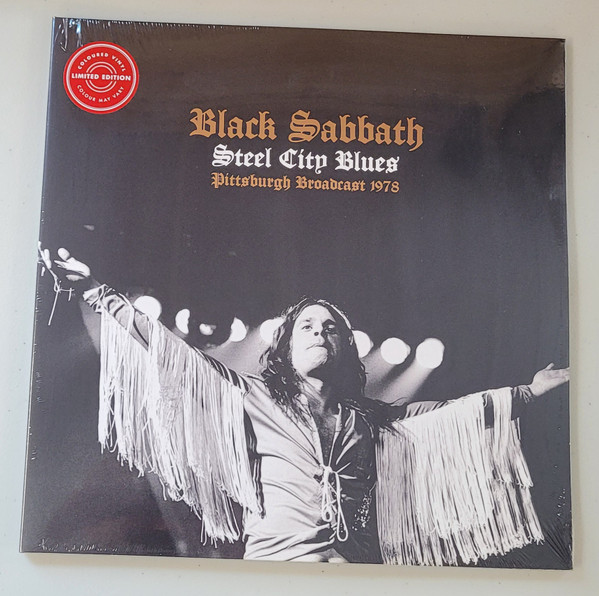 COLOURED VINYL
LIMITED EDITION
COLOUR MAY VARY
Black Sabbath
Steel City Blues
Pittsburgh Broadcast 1978